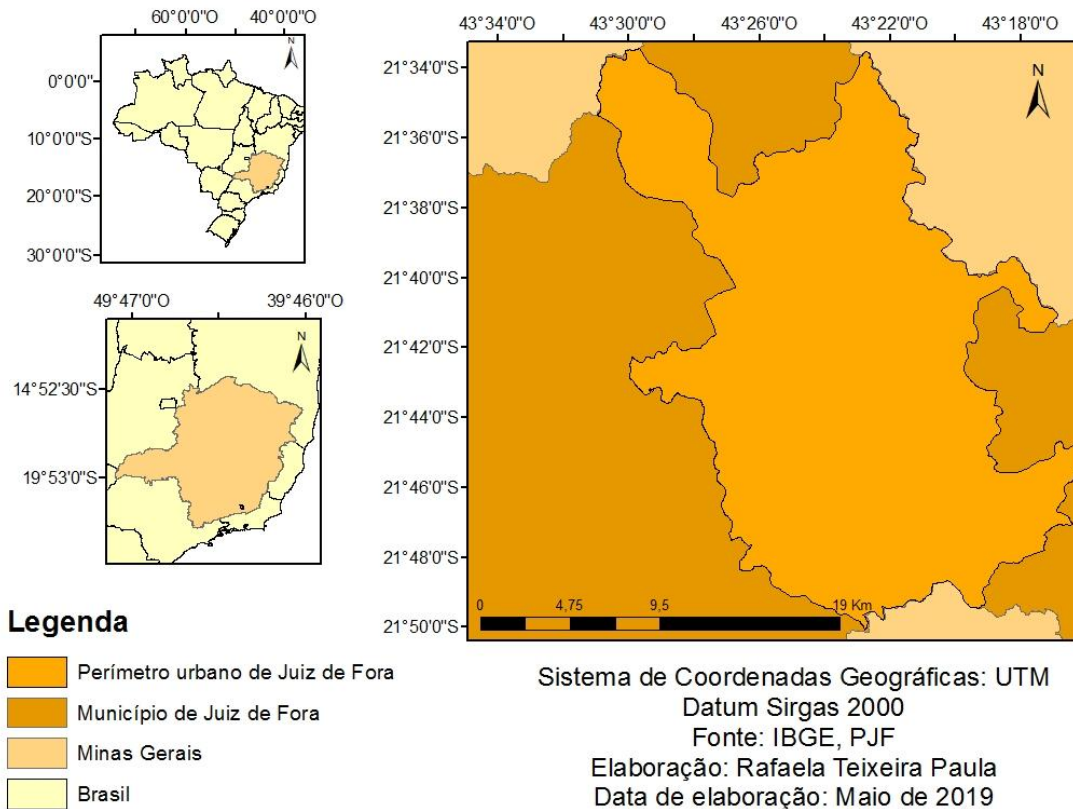 60°0'0"O 40°0'0"O
N
0°0'0"
10°0'0"S
20°0'0"S
30°0'0"S
49°47'0"O 39°46'0"O
N
14°52'30"S
19°53'0"S
43°34'0"O 43°30'0"O 43°26'0"O 43°22'0"O 43°18'0"O
N
21°34'0"S
21°36'0"S
21°38'0"S
21°40'0"S
21°42'0"S
21°44'0"S
21°46'0"S
21°48'0"S
21°50'0"S
0 4,75 9,5 19 Km
Legenda
Perímetro urbano de Juiz de Fora
Município de Juiz de Fora
Minas Gerais
Brasil
Sistema de Coordenadas Geográficas: UTM
Datum Sirgas 2000
Fonte: IBGE, PJF
Elaboração: Rafaela Teixeira Paula
Data de elaboração: Maio de 2019